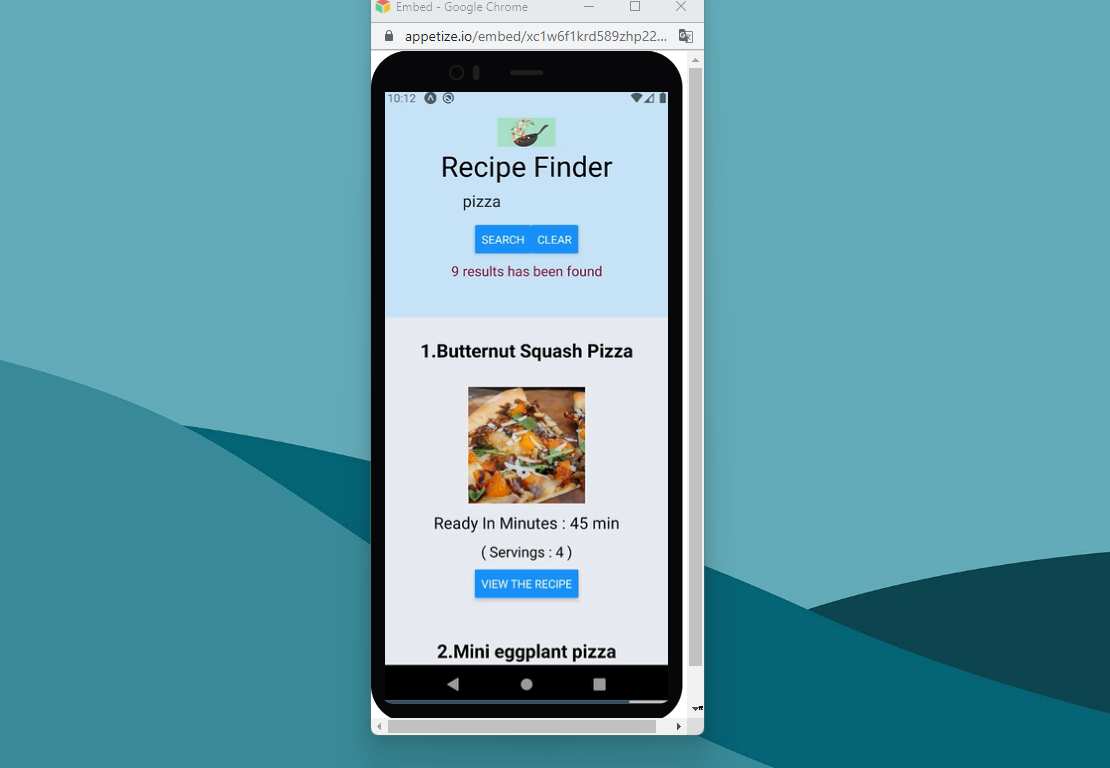 Embed - Google Chrome
appetize.io/embed/xc1w6f1krd589zhp22...
10:12
Recipe Finder
pizza
SEARCH CLEAR
9 results has been found
1.Butternut Squash Pizza
Ready In Minutes : 45 min
( Servings : 4 )
VIEW THE RECIPE
2.Mini eggplant pizza